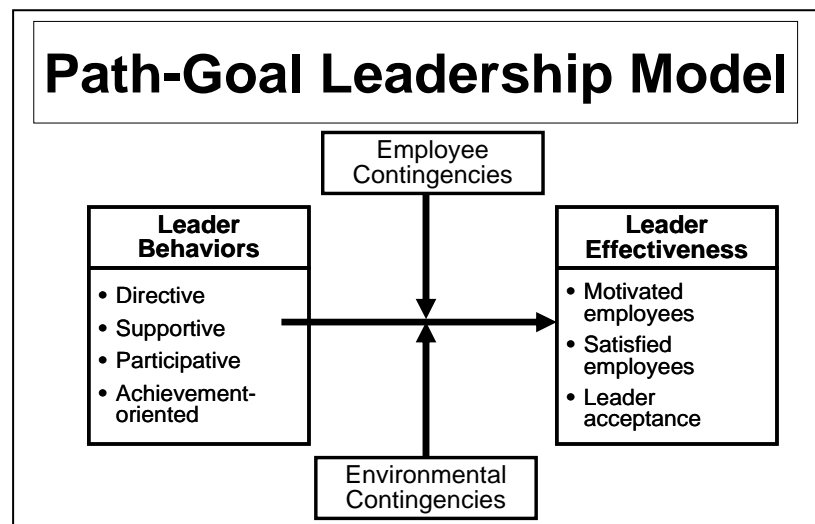 Path-Goal Leadership Model
Employee
Contingencies
Leader
Behaviors
• Directive
• Supportive
• Participative
• Achievement-
oriented
Leader
Effectiveness
• Motivated
employees
• Satisfied
employees
• Leader
acceptance
Environmental
Contingencies